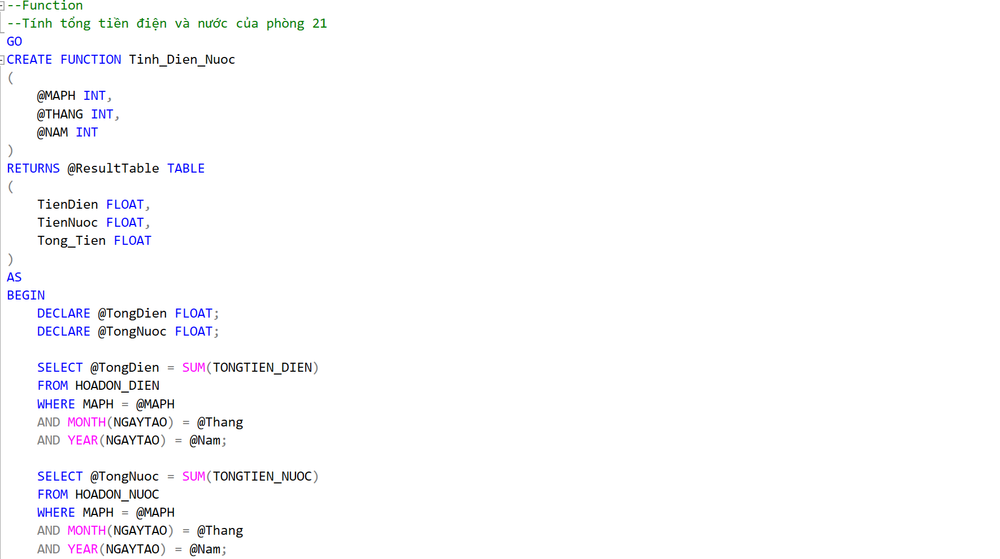 --Function
--Tính tổng tiền điện và nước của phòng 21
GO
CREATE FUNCTION Tinh_Dien_Nuoc
(
    @MAPH INT,
    @THANG INT,
    @NAM INT
)
RETURNS @ResultTable TABLE
(
    TienDien FLOAT,
    TienNuoc FLOAT,
    Tong_Tien FLOAT
)
AS
BEGIN
    DECLARE @TongDien FLOAT;
    DECLARE @TongNuoc FLOAT;

    SELECT @TongDien = SUM(TONGTIEN_DIEN)
    FROM HOADON_DIEN
    WHERE MAPH = @MAPH
    AND MONTH(NGAYTAO) = @Thang
    AND YEAR(NGAYTAO) = @Nam;

    SELECT @TongNuoc = SUM(TONGTIEN_NUOC)
    FROM HOADON_NUOC
    WHERE MAPH = @MAPH
    AND MONTH(NGAYTAO) = @Thang
    AND YEAR(NGAYTAO) = @Nam;